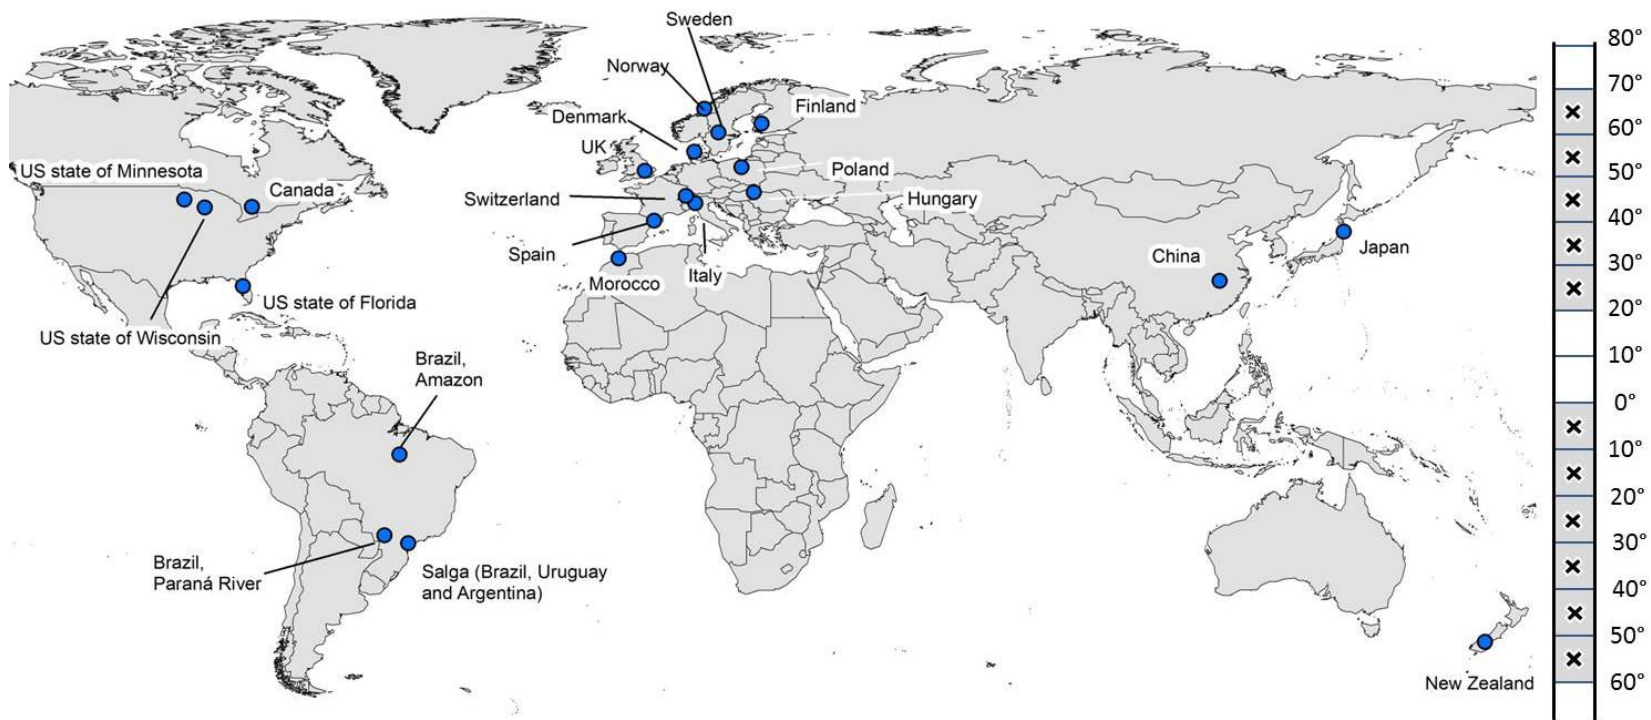 Sweden
Norway
Finland
Denmark
UK
Poland
US state of Minnesota
Canada
Switzerland
Hungary
Spain
Italy
China
Japan
Morocco
US state of Florida
US state of Wisconsin
Brazil,
Amazon
Brazil,
Paraná River
Salga (Brazil, Uruguay
and Argentina)
New Zealand
80°
70°
60°
50°
40°
30°
20°
10°
0°
10°
20°
30°
40°
50°
60°